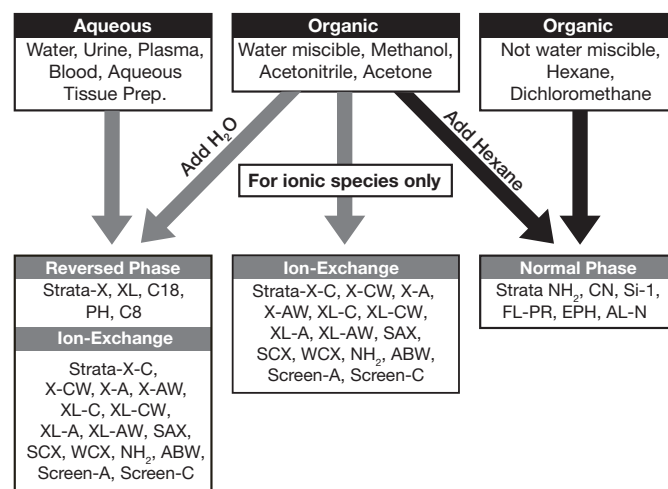 Aqueous
Water, Urine, Plasma,
Blood, Aqueous
Tissue Prep.
Organic
Water miscible, Methanol,
Acetonitrile, Acetone
Organic
Not water miscible,
Hexane,
Dichloromethane
Add H₂O
For ionic species only
Add Hexane
Reversed Phase
Strata-X, XL, C18,
PH, C8
Ion-Exchange
Strata-X-C,
X-CW, X-A, X-AW,
XL-C, XL-CW,
XL-A, XL-AW, SAX,
SCX, WCX, NH₂, ABW,
Screen-A, Screen-C
Ion-Exchange
Strata-X-C, X-CW, X-A,
X-AW, XL-C, XL-CW,
XL-A, XL-AW, SAX,
SCX, WCX, NH₂, ABW,
Screen-A, Screen-C
Normal Phase
Strata NH₂, CN, Si-1,
FL-PR, EPH, AL-N